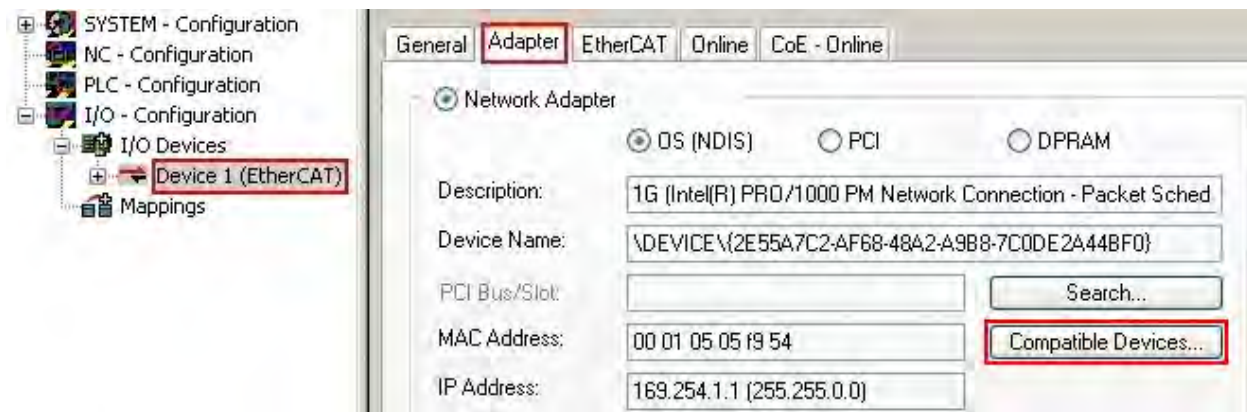 SYSTEM - Configuration
NC - Configuration
PLC - Configuration
I/O - Configuration
I/O Devices
Device 1 (EtherCAT)
Mappings
General Adapter EtherCAT Online CoE - Online
Network Adapter
OS (NDIS) PCI DPRAM
Description: 1G (Intel(R) PRO/1000 PM Network Connection - Packet Sched
Device Name: \DEVICE\{2E55A7C2-AF68-48A2-A9B8-7C0DE2A44BF0}
PCI Bus/Slot: Search...
MAC Address: 00 01 05 05 f9 54 Compatible Devices...
IP Address: 169.254.1.1 (255.255.0.0)